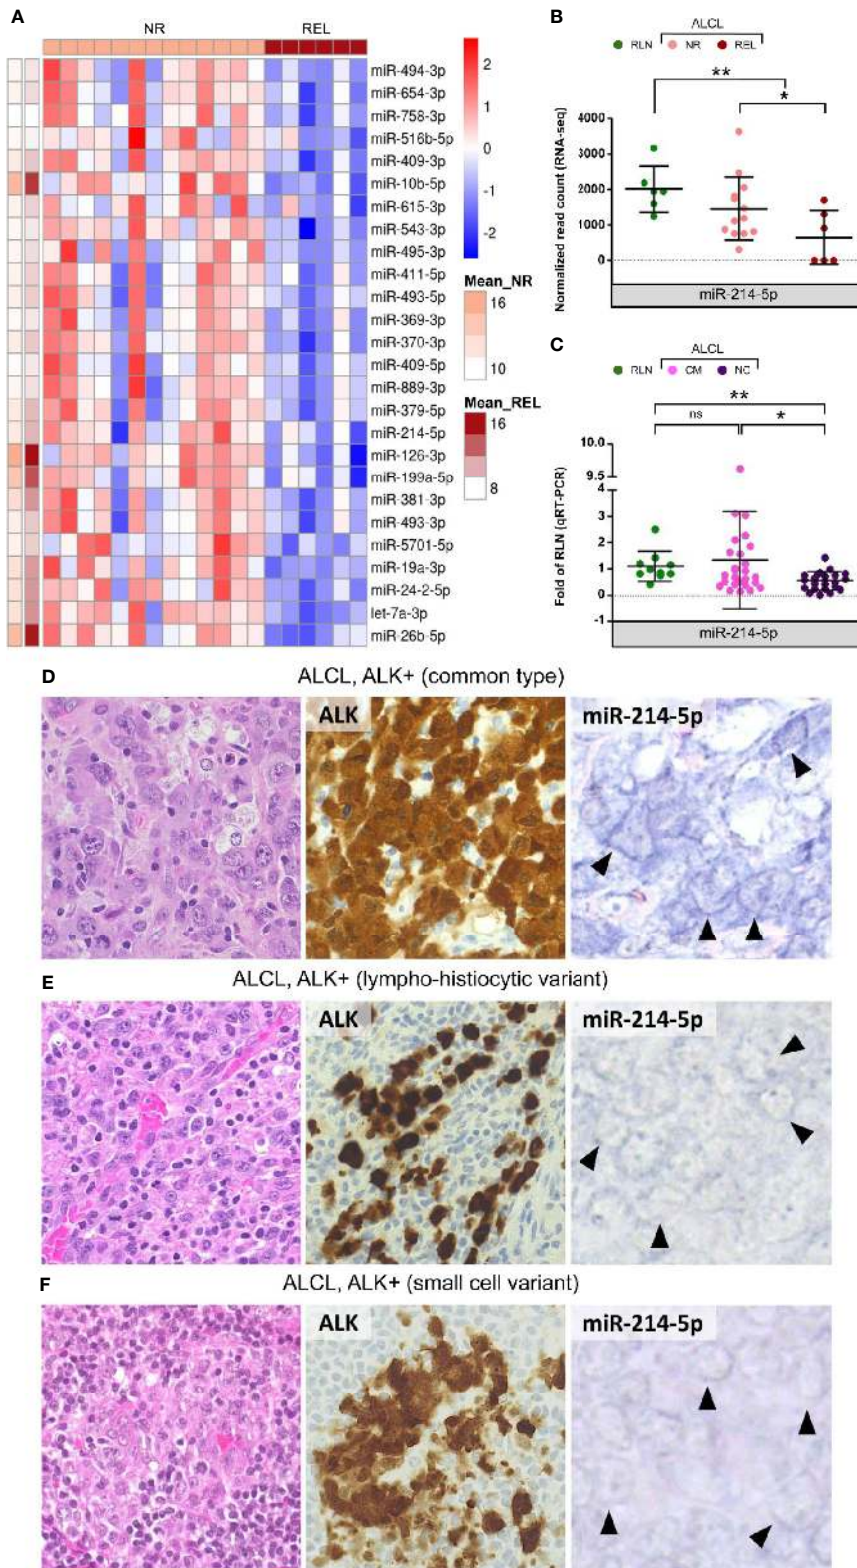 A
NR
REL
miR-494-3p
miR-654-3p
miR-758-3p
miR-516b-5p
miR-409-3p
miR-10b-5p
miR-615-3p
miR-543-3p
miR-495-3p
miR-411-5p
miR-493-5p
miR-369-3p
miR-370-3p
miR-409-5p
miR-889-3p
miR-379-5p
miR-214-5p
miR-126-3p
miR-199a-5p
miR-381-3p
miR-493-3p
miR-5701-5p
miR-19a-3p
miR-24-2-5p
let-7a-3p
miR-26b-5p
2
1
0
-1
-2
Mean_NR
16
10
Mean_REL
16
8
B
ALCL
RLN NR REL
**
*
Normalized read count (RNA-seq)
4000
3000
2000
1000
0
miR-214-5p
C
ALCL
RLN CM NC
**
ns *
Fold of RLN (qRT-PCR)
10.0
9.5
4
3
2
1
0
-1
miR-214-5p
D
ALCL, ALK+ (common type)
ALK
miR-214-5p
E
ALCL, ALK+ (lympho-histiocytic variant)
ALK
miR-214-5p
F
ALCL, ALK+ (small cell variant)
ALK
miR-214-5p